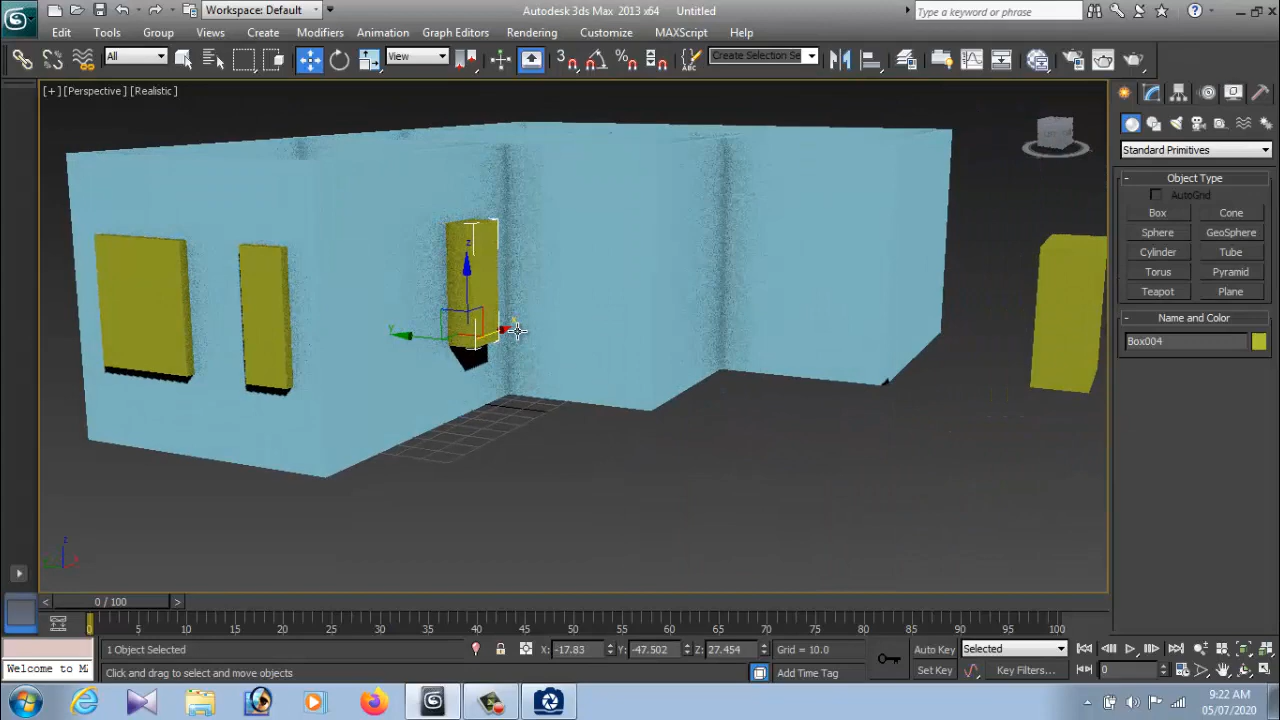 Workspace: Default
Autodesk 3ds Max 2013 x64
Untitled
Type a keyword or phrase
Edit
Tools
Group
Views
Create
Modifiers
Animation
Graph Editors
Rendering
Customize
MAXScript
Help
All
View
3
Create Selection Se
[+] [Perspective] [Realistic]
Standard Primitives
- Object Type
AutoGrid
Box
Cone
Sphere
GeoSphere
Cylinder
Tube
Torus
Pyramid
Teapot
Plane
- Name and Color
Box004
z
y
z
< 0 / 100 >
0 5 10 15 20 25 30 35 40 45 50 55 60 65 70 75 80 85 90 95 100
1 Object Selected
X: -17.83
Y: -47.502
Z: 27.454
Grid = 10.0
Auto Key
Selected
Welcome to M
Click and drag to select and move objects
Add Time Tag
Set Key
Key Filters...
0
9:22 AM
05/07/2020